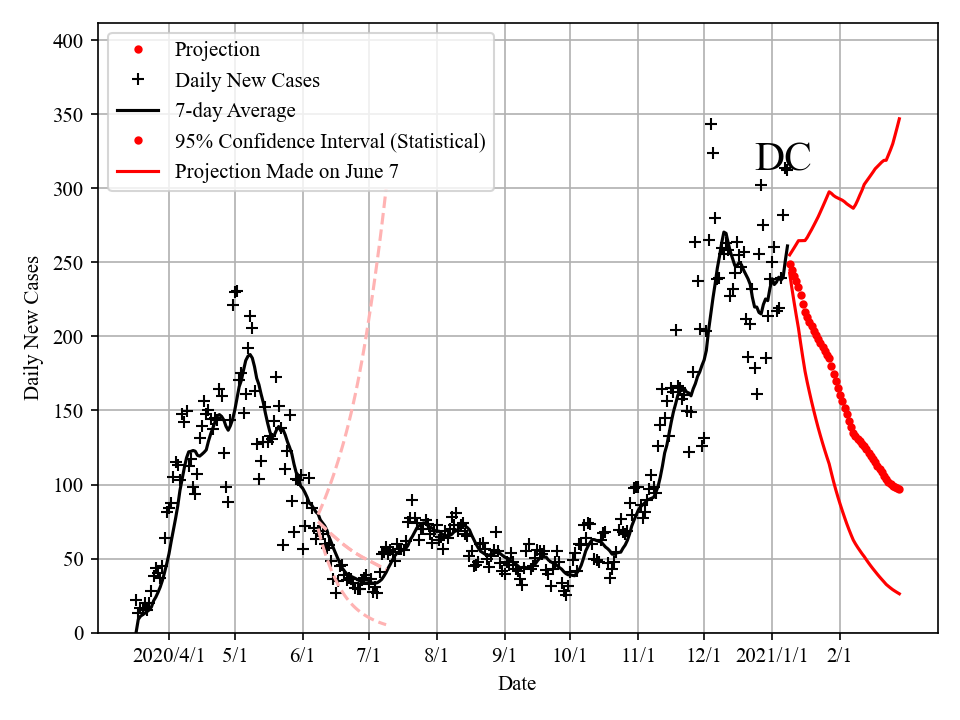 400
350
300
250
200
150
100
50
0
Daily New Cases
Projection
Daily New Cases
7-day Average
95% Confidence Interval (Statistical)
Projection Made on June 7
DC
2020/4/1 5/1 6/1 7/1 8/1 9/1 10/1 11/1 12/1 2021/1/1 2/1
Date